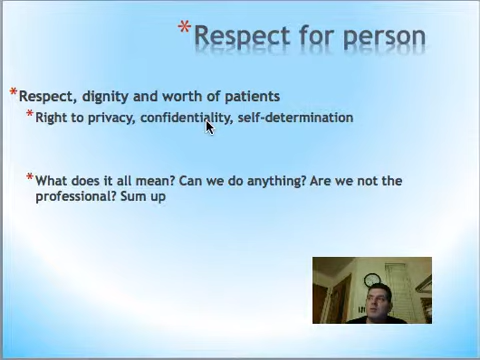 *Respect for person
*Respect, dignity and worth of patients
*Right to privacy, confidentiality, self-determination
*What does it all mean? Can we do anything? Are we not the
professional? Sum up